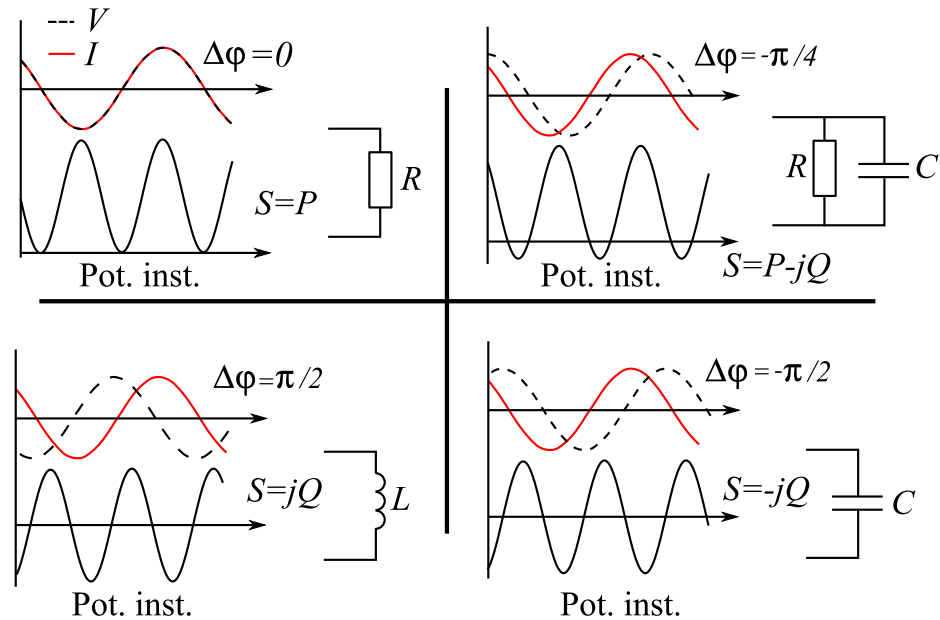 V
I
Δφ=0
S=P
R
Pot. inst.
Δφ=-π/4
R
C
S=P-jQ
Pot. inst.
Δφ=π/2
S=jQ
L
Pot. inst.
Δφ=-π/2
S=-jQ
C
Pot. inst.